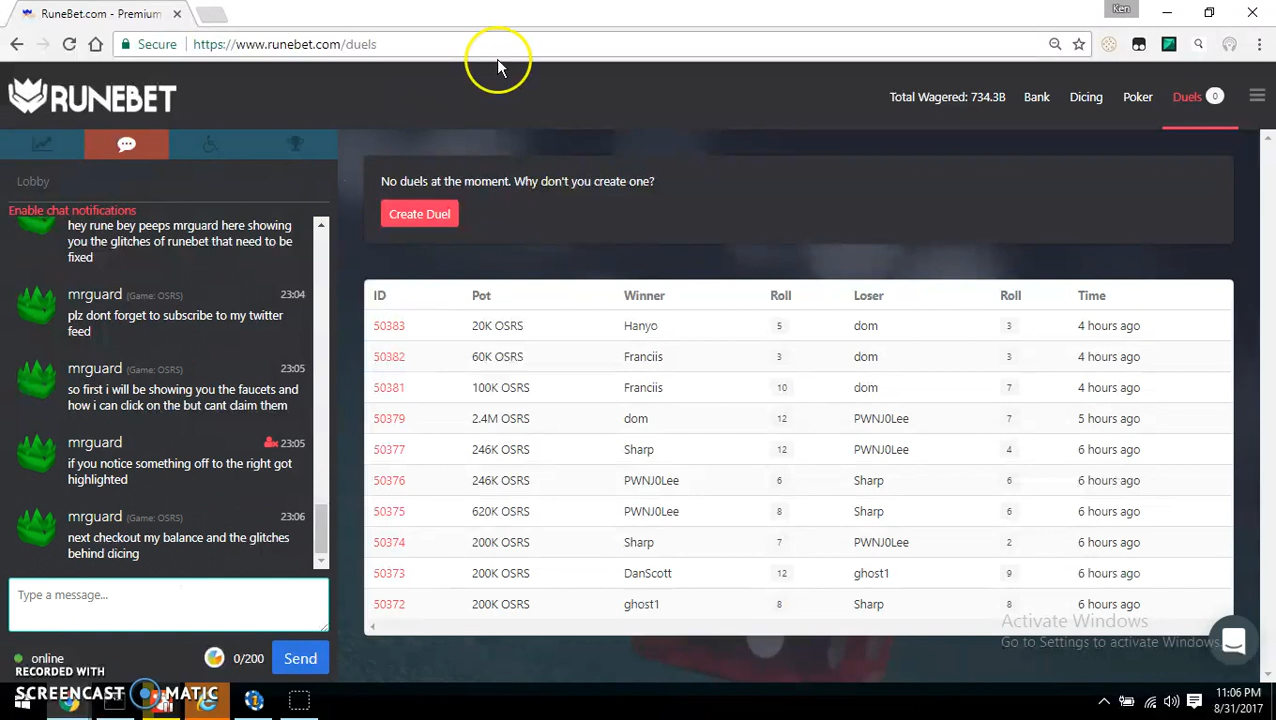 RuneBet.com - Premium
Ken
Secure https://www.runebet.com/duels
RUNEBET
Total Wagered: 734.3B Bank Dicing Poker Duels 0
Lobby
Enable chat notifications
hey rune bey peeps mrguard here showing
you the glitches of runebet that need to be
fixed
mrguard (Game: OSRS) 23:04
plz dont forget to subscribe to my twitter
feed
mrguard (Game: OSRS) 23:05
so first i will be showing you the faucets and
how i can click on the but cant claim them
mrguard 23:05
if you notice something off to the right got
highlighted
mrguard (Game: OSRS) 23:06
next checkout my balance and the glitches
behind dicing
Type a message...
online 0/200 Send
No duels at the moment. Why don't you create one?
Create Duel
ID Pot Winner Roll Loser Roll Time
50383 20K OSRS Hanyo 5 dom 3 4 hours ago
50382 60K OSRS Franciis 3 dom 3 4 hours ago
50381 100K OSRS Franciis 10 dom 7 4 hours ago
50379 2.4M OSRS dom 12 PWNJ0Lee 7 5 hours ago
50377 246K OSRS Sharp 12 PWNJ0Lee 4 6 hours ago
50376 246K OSRS PWNJ0Lee 6 Sharp 6 6 hours ago
50375 620K OSRS PWNJ0Lee 8 Sharp 6 6 hours ago
50374 200K OSRS Sharp 7 PWNJ0Lee 2 6 hours ago
50373 200K OSRS DanScott 12 ghost1 9 6 hours ago
50372 200K OSRS ghost1 8 Sharp 8 6 hours ago
Activate Windows
Go to Settings to activate Windows.
RECORDED WITH
SCREENCAST MATIC
11:06 PM
8/31/2017